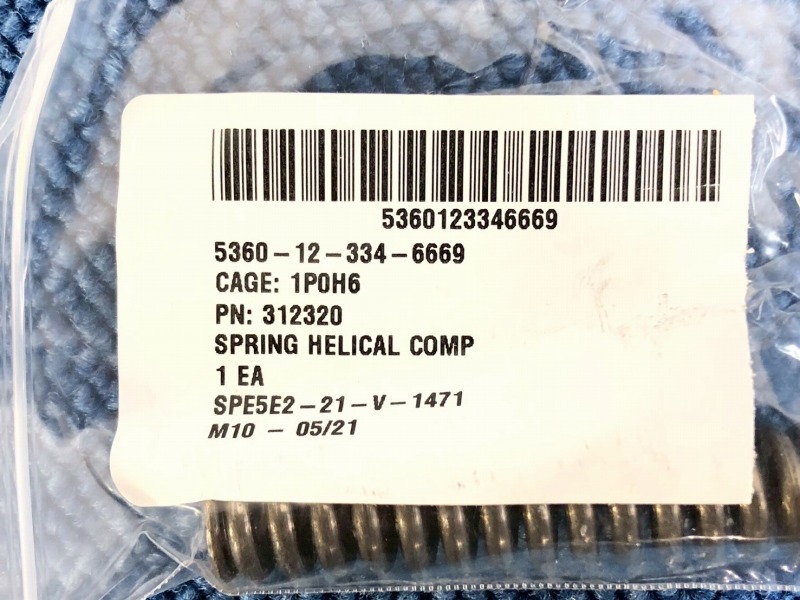 5360123346669
5360-12-334-6669
CAGE: 1P0H6
PN: 312320
SPRING HELICAL COMP
1 EA
SPE5E2-21-V-1471
M10 - 05/21